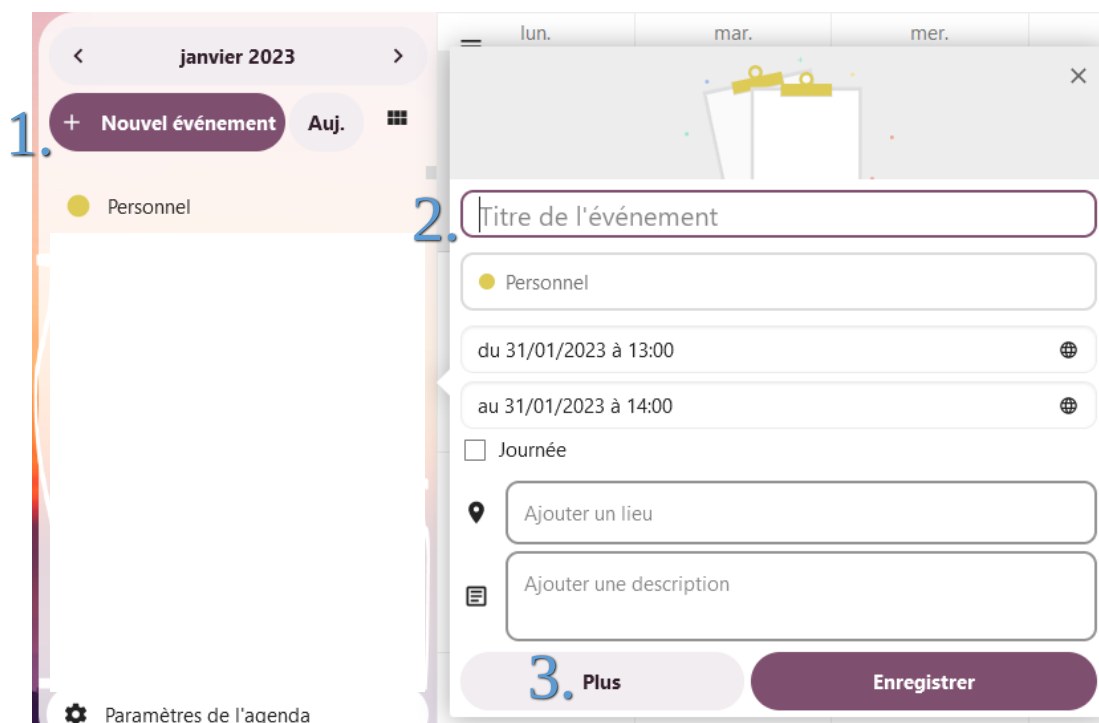 janvier 2023
1.
+ Nouvel événement
Auj.
Personnel
Paramètres de l'agenda
lun. mar. mer.
2.
Titre de l'événement
Personnel
du 31/01/2023 à 13:00
au 31/01/2023 à 14:00
Journée
Ajouter un lieu
Ajouter une description
3. Plus
Enregistrer